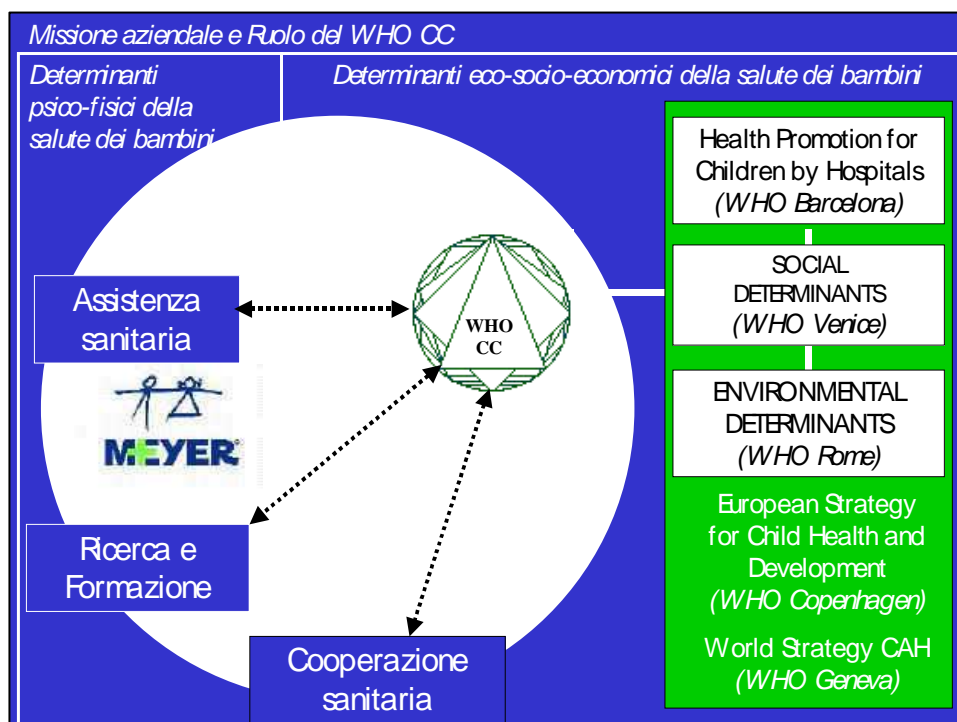 Missione aziendale e Ruolo del WHO CC
Determinanti
psico-fisici della
salute dei bambini
Determinanti eco-socio-economici della salute dei bambini
Assistenza
sanitaria
MEYER®
Ricerca e
Formazione
Cooperazione
sanitaria
WHO
CC
Health Promotion for
Children by Hospitals
(WHO Barcelona)
SOCIAL
DETERMINANTS
(WHO Venice)
ENVIRONMENTAL
DETERMINANTS
(WHO Rome)
European Strategy
for Child Health and
Development
(WHO Copenhagen)
World Strategy CAH
(WHO Geneva)